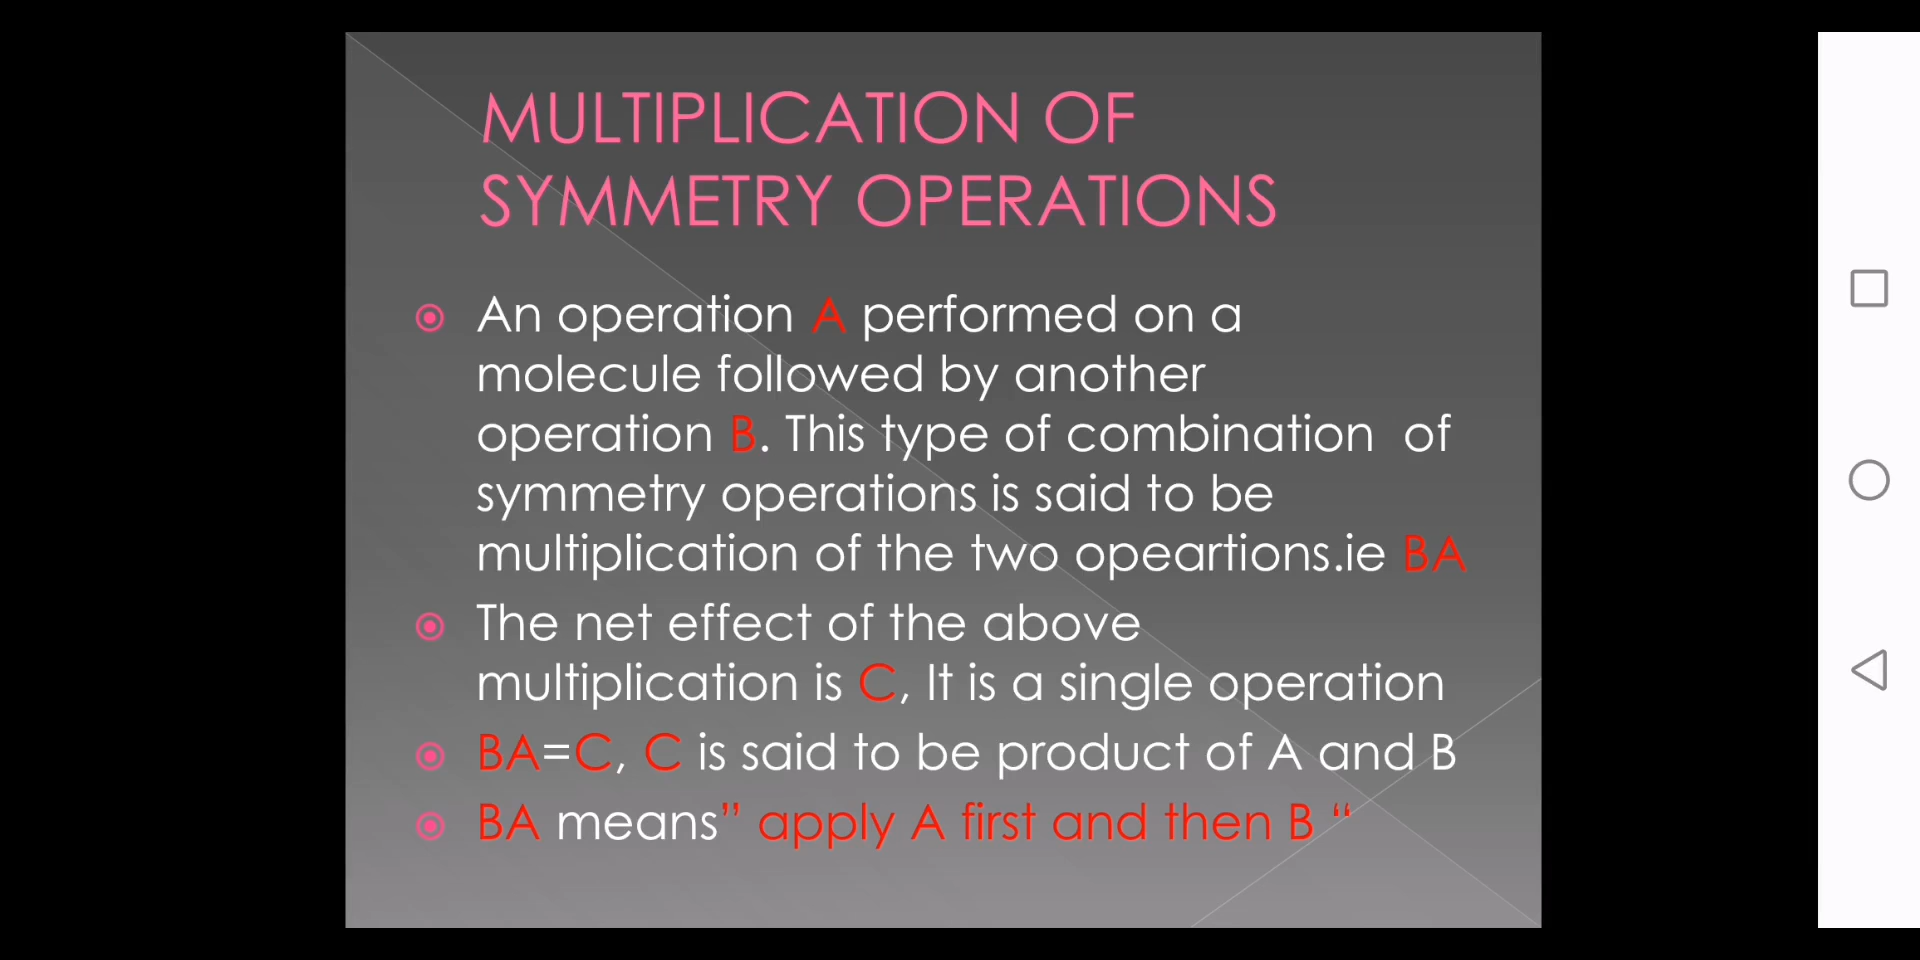 MULTIPLICATION OF
SYMMETRY OPERATIONS
An operation A performed on a
molecule followed by another
operation B. This type of combination of
symmetry operations is said to be
multiplication of the two opeartions.ie BA
The net effect of the above
multiplication is C, It is a single operation
BA=C, C is said to be product of A and B
BA means” apply A first and then B “